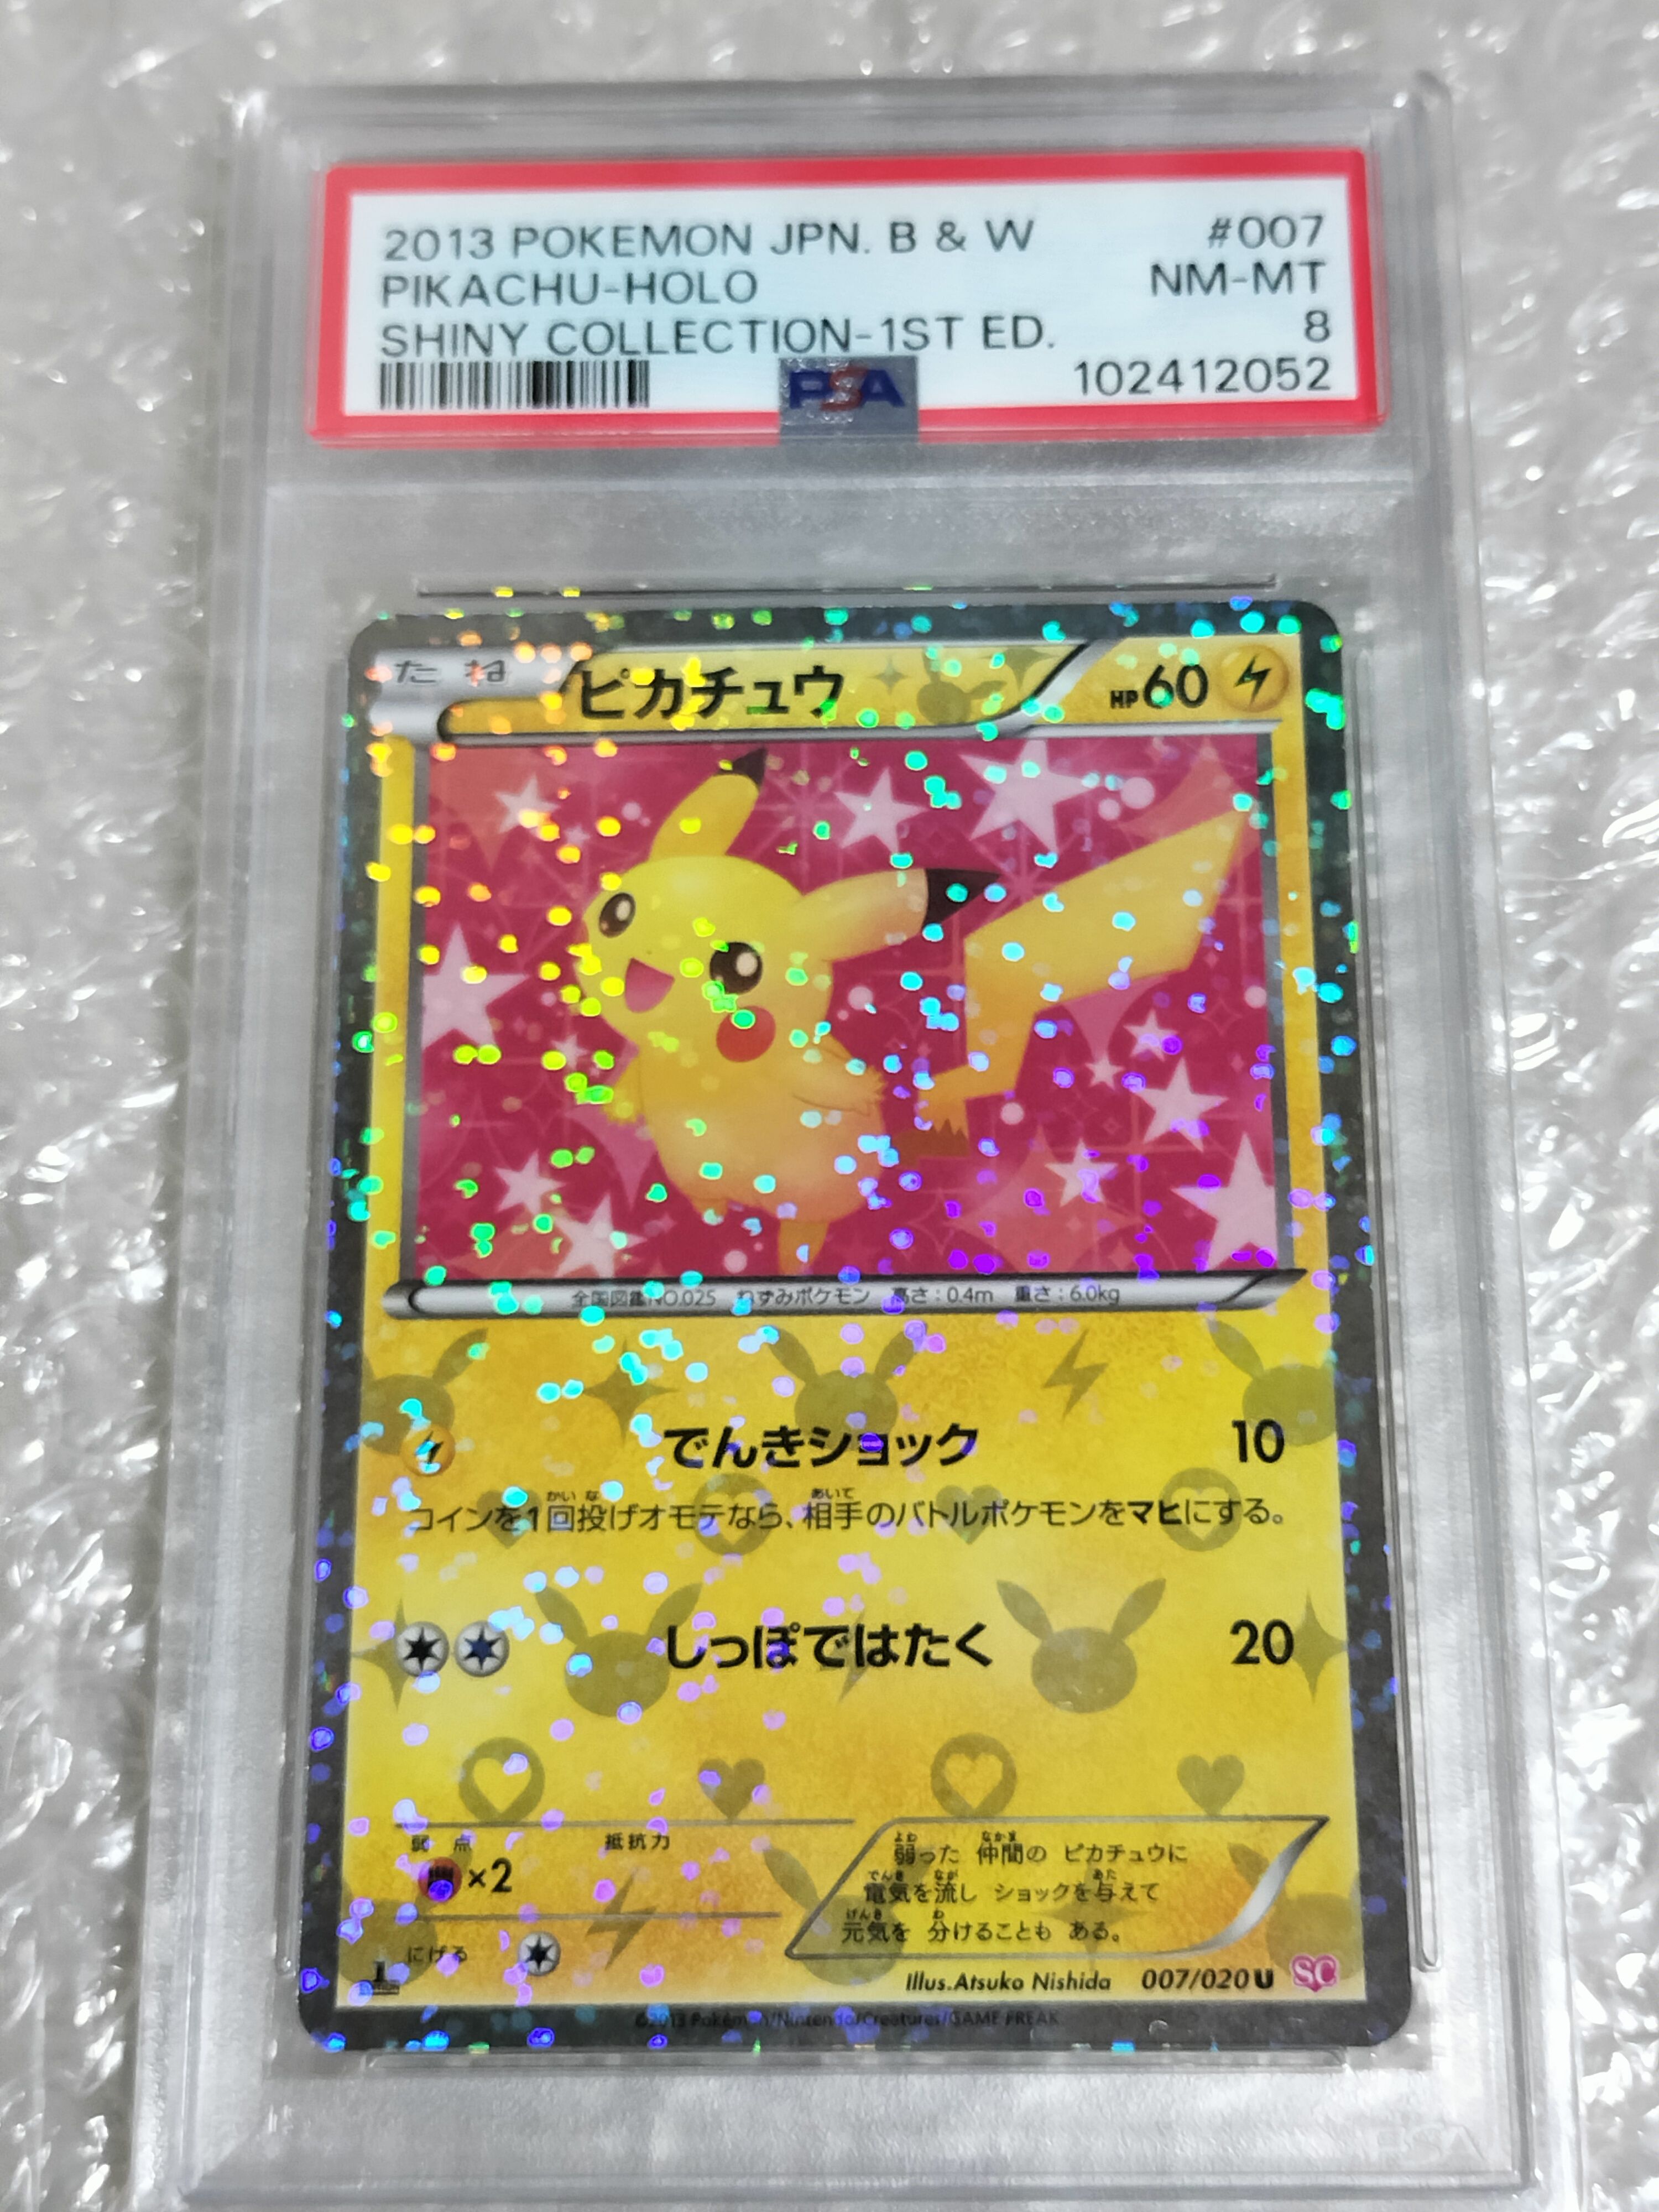 2013 POKEMON JPN. B & W #007
PIKACHU-HOLO NM-MT
SHINY COLLECTION-1ST ED. 8
PSA 102412052
たね ピカチュウ HP60
全国図鑑NO.025 ねずみポケモン 高さ:0.4m 重さ:6.0kg
でんきショック 10
コインを1回投げオモテなら、相手のバトルポケモンをマヒにする。
しっぽではたく 20
弱点 抵抗力
×2
にげる
弱った 仲間の ピカチュウに
電気を流し ショックを与えて
元気を 分けることも ある。
Illus.Atsuko Nishida 007/020 U SC
©2013 Pokémon/Nintendo/Creatures/GAME FREAK